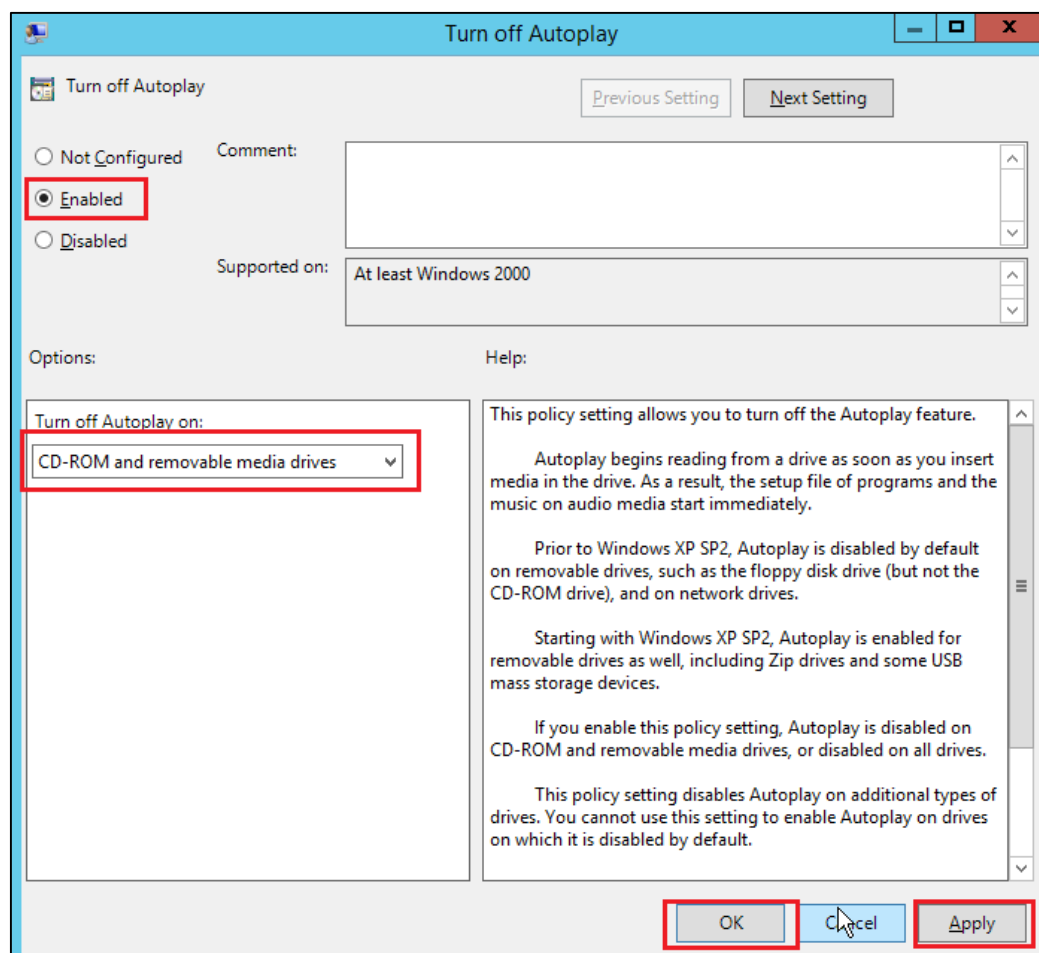 Turn off Autoplay
X
Turn off Autoplay
Previous Setting
Next Setting
Not Configured
Comment:
Enabled
Disabled
Supported on:
At least Windows 2000
Options:
Help:
Turn off Autoplay on:
CD-ROM and removable media drives
This policy setting allows you to turn off the Autoplay feature.
Autoplay begins reading from a drive as soon as you insert
media in the drive. As a result, the setup file of programs and the
music on audio media start immediately.
Prior to Windows XP SP2, Autoplay is disabled by default
on removable drives, such as the floppy disk drive (but not the
CD-ROM drive), and on network drives.
Starting with Windows XP SP2, Autoplay is enabled for
removable drives as well, including Zip drives and some USB
mass storage devices.
If you enable this policy setting, Autoplay is disabled on
CD-ROM and removable media drives, or disabled on all drives.
This policy setting disables Autoplay on additional types of
drives. You cannot use this setting to enable Autoplay on drives
on which it is disabled by default.
OK
Cancel
Apply